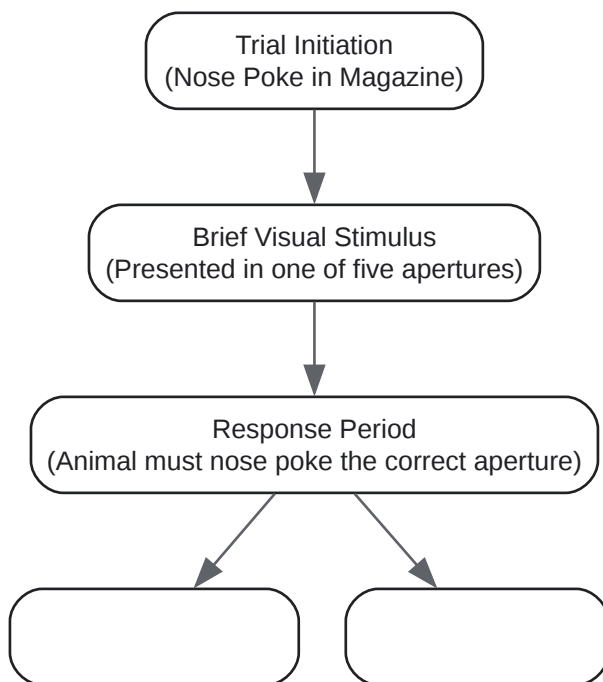 Trial Initiation
(Nose Poke in Magazine)
Brief Visual Stimulus
(Presented in one of five apertures)
Response Period
(Animal must nose poke the correct aperture)